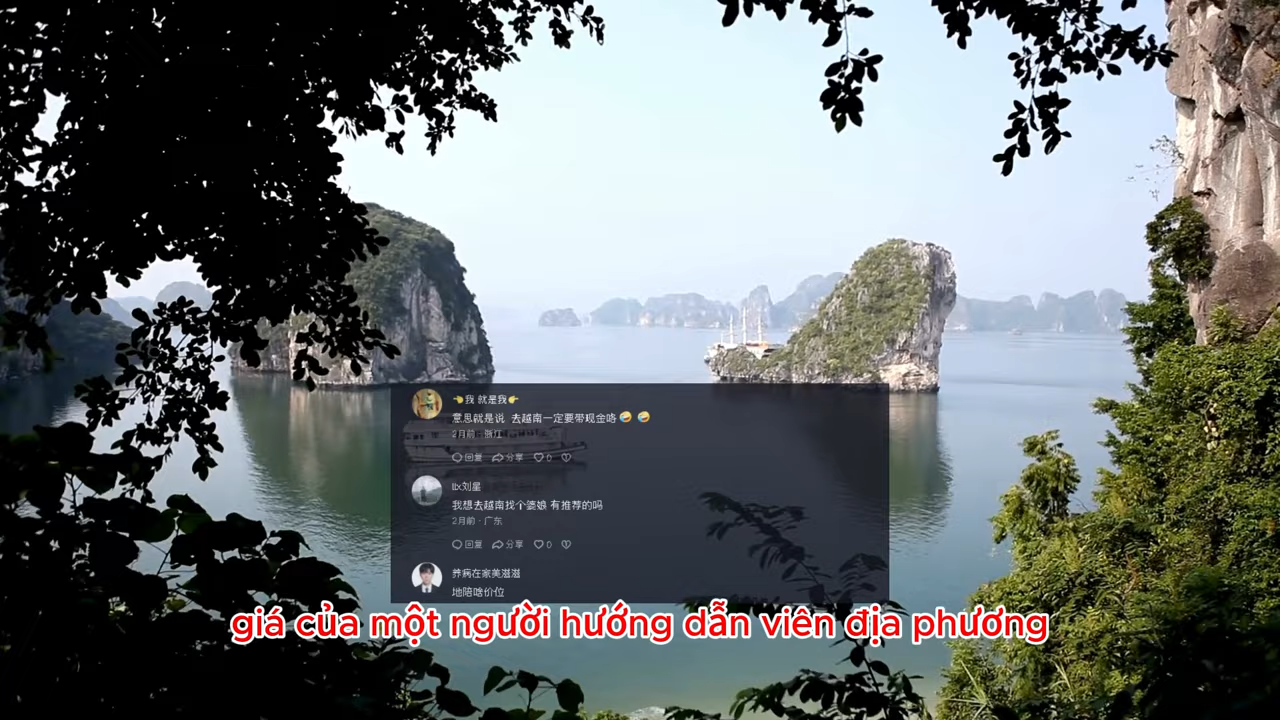 👈我 就是我👉
意思就是说 去越南一定要带现金咯🤣🤣
2月前 · 浙江
回复 分享 0
llx刘星
我想去越南找个婆娘 有推荐的吗
2月前 · 广东
回复 分享 0
养病在家美滋滋
地陪啥价位
giá của một người hướng dẫn viên địa phương